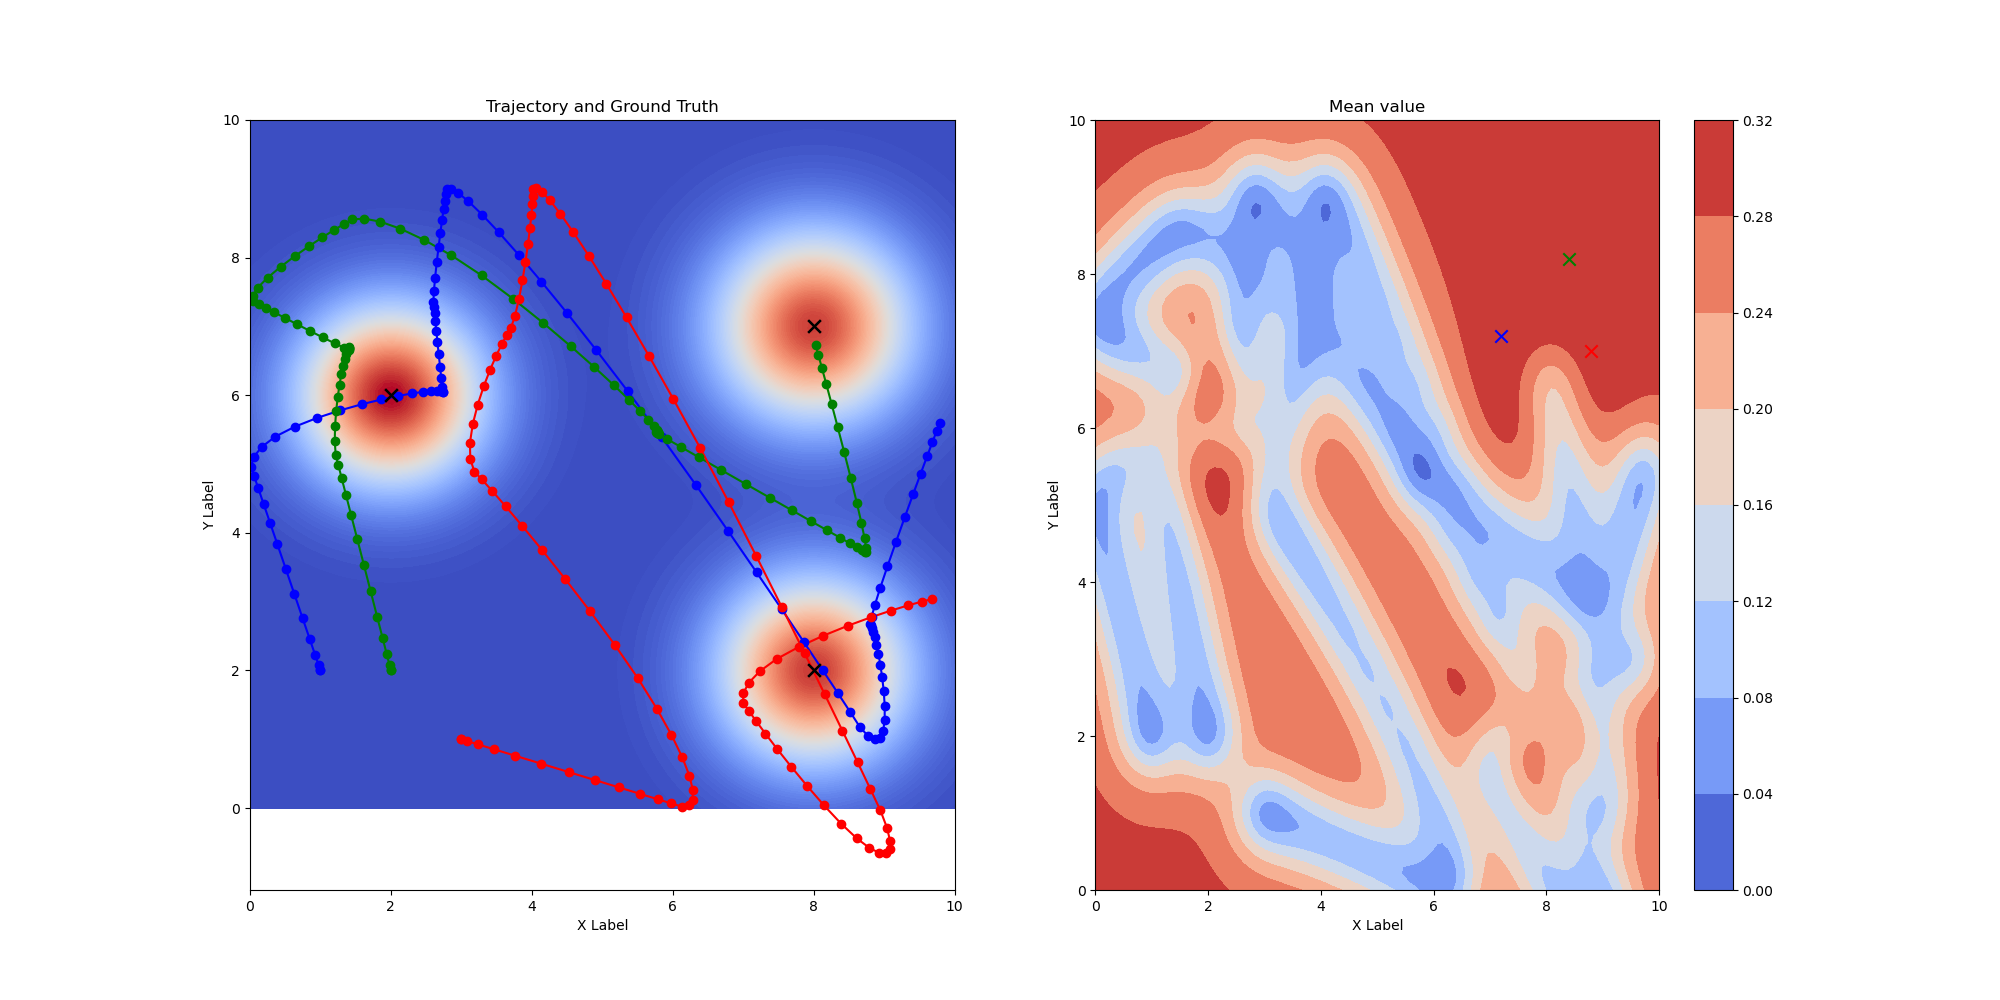 Trajectory and Ground Truth
10
8
6
4
2
0
Y Label
0 2 4 6 8 10
X Label
Mean value
10
8
6
4
2
0
Y Label
0 2 4 6 8 10
X Label
0.32
0.28
0.24
0.20
0.16
0.12
0.08
0.04
0.00